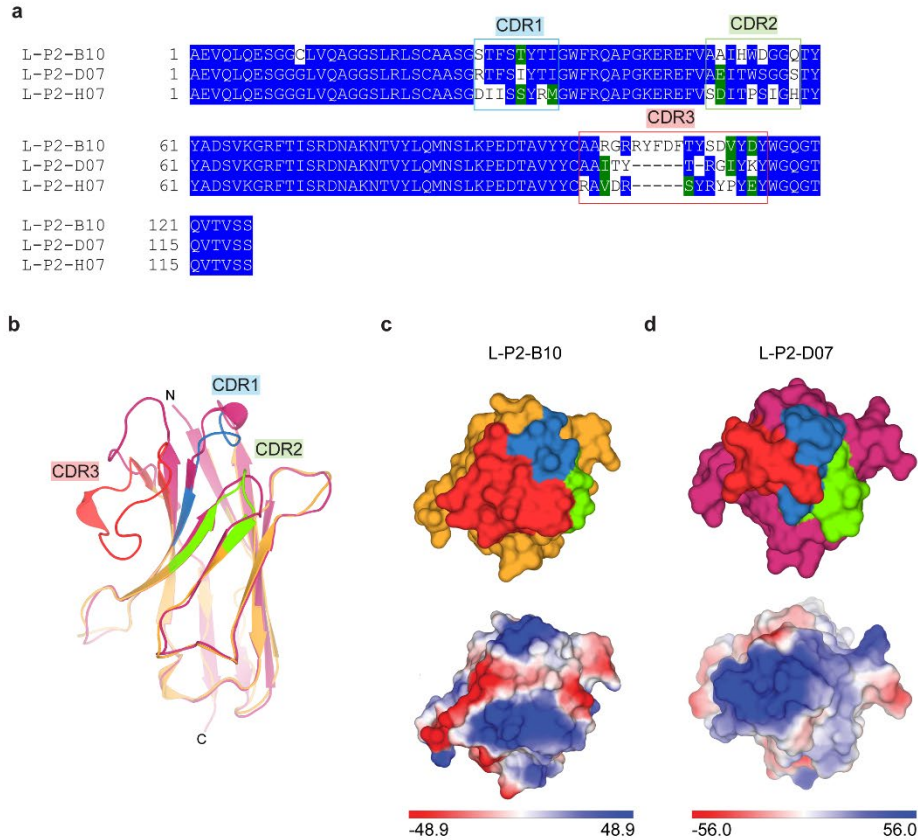 a
CDR1 CDR2
L-P2-B10 1 AEVQLQESGGCLVQAGGSLRLSCAASGSTFSTYTIGWFRQAPGKEREFVAAIHWDGGQTY
L-P2-D07 1 AEVQLQESGGGLVQAGGSLRLSCAASGRTFSIYTIGWFRQAPGKEREFVAEITWSGGSTY
L-P2-H07 1 AEVQLQESGGGLVQAGGSLRLSCAASGDIISSYRMGWFRQAPGKEREFVSDITPSIGHTY
CDR3
L-P2-B10 61 YADSVKGRFTISRDNAKNTVYLQMNSLKPEDTAVYYCAARGRRYFDFTYSDVYDYWGQGT
L-P2-D07 61 YADSVKGRFTISRDNAKNTVYLQMNSLKPEDTAVYYCAAITY-----T-RGIYKYWGQGT
L-P2-H07 61 YADSVKGRFTISRDNAKNTVYLQMNSLKPEDTAVYYCRAVDR-----SYRYPYEYWGQGT
L-P2-B10 121 QVTVSS
L-P2-D07 115 QVTVSS
L-P2-H07 115 QVTVSS
b
N
CDR1
CDR2
CDR3
C
c
L-P2-B10
-48.9 48.9
d
L-P2-D07
-56.0 56.0